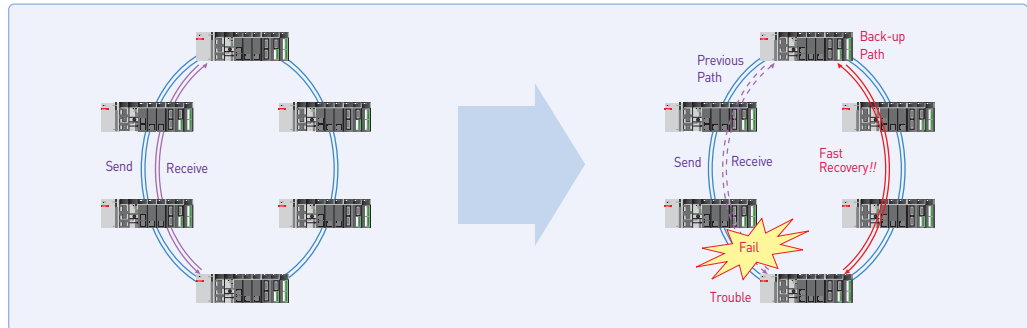 Send
Receive
Previous
Path
Back-up
Path
Send
Receive
Fast
Recovery!!
Fail
Trouble